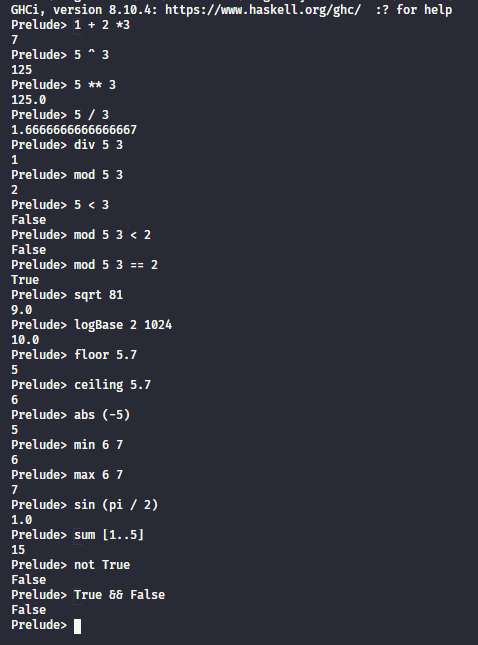 GHCi, version 8.10.4: https://www.haskell.org/ghc/  :? for help
Prelude> 1 + 2 *3
7
Prelude> 5 ^ 3
125
Prelude> 5 ** 3
125.0
Prelude> 5 / 3
1.6666666666666667
Prelude> div 5 3
1
Prelude> mod 5 3
2
Prelude> 5 < 3
False
Prelude> mod 5 3 < 2
False
Prelude> mod 5 3 == 2
True
Prelude> sqrt 81
9.0
Prelude> logBase 2 1024
10.0
Prelude> floor 5.7
5
Prelude> ceiling 5.7
6
Prelude> abs (-5)
5
Prelude> min 6 7
6
Prelude> max 6 7
7
Prelude> sin (pi / 2)
1.0
Prelude> sum [1..5]
15
Prelude> not True
False
Prelude> True && False
False
Prelude>